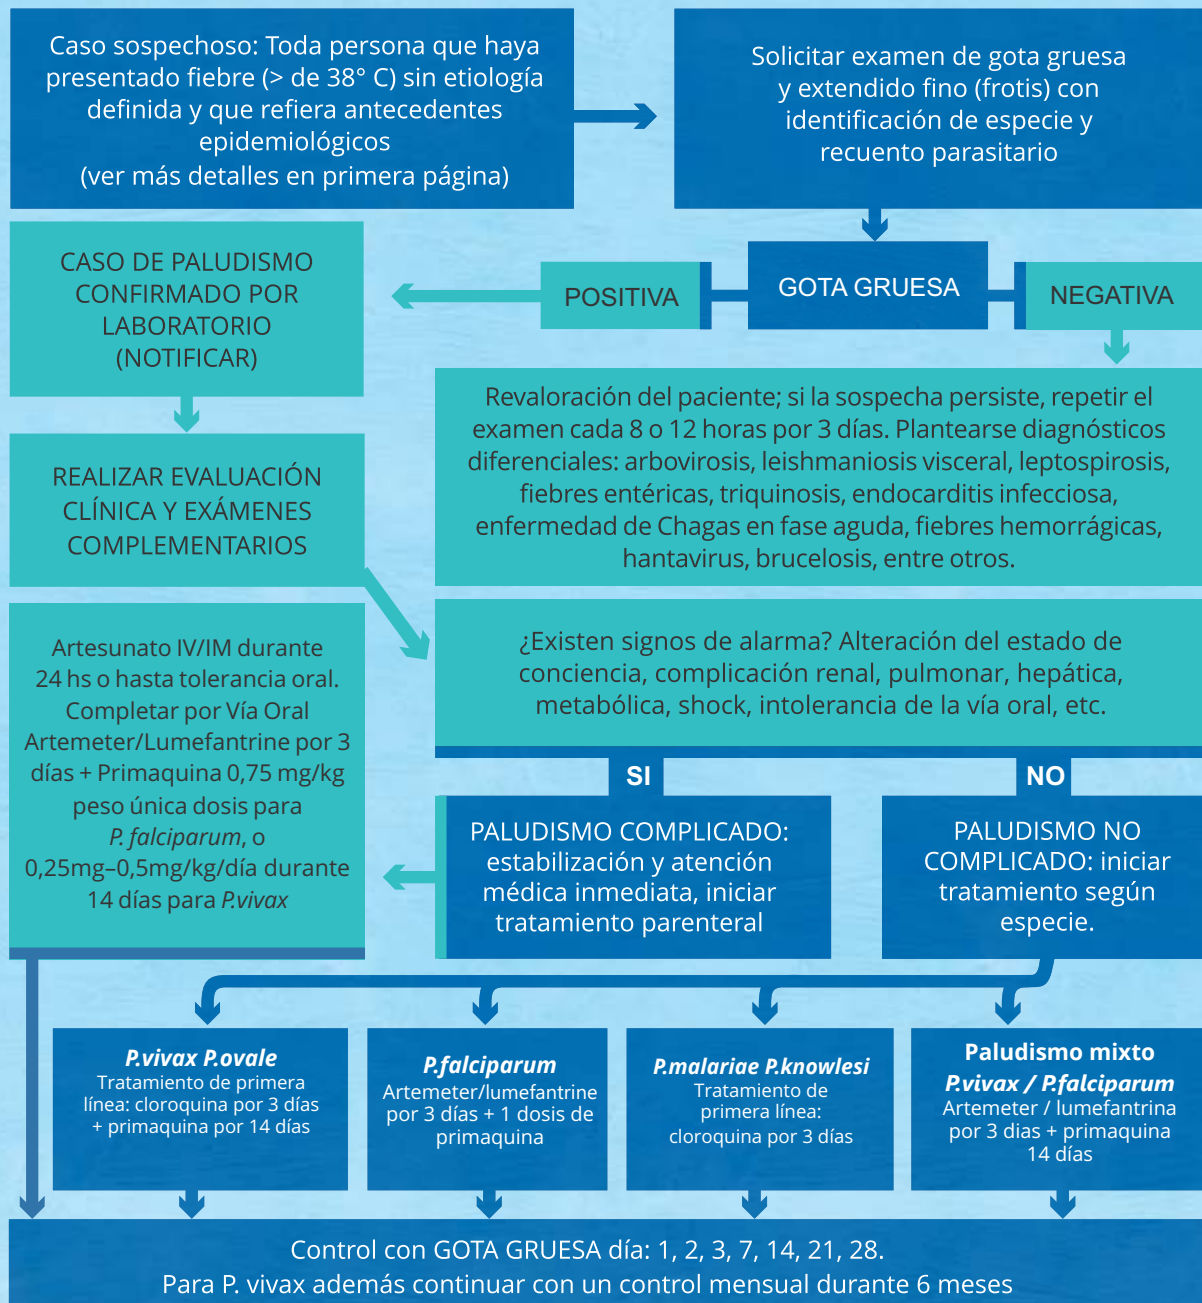 Caso sospechoso: Toda persona que haya
presentado fiebre (> de 38° C) sin etiología
definida y que refiera antecedentes
epidemiológicos
(ver más detalles en primera página)
Solicitar examen de gota gruesa
y extendido fino (frotis) con
identificación de especie y
recuento parasitario
GOTA GRUESA
POSITIVA
NEGATIVA
CASO DE PALUDISMO
CONFIRMADO POR
LABORATORIO
(NOTIFICAR)
Revaloración del paciente; si la sospecha persiste, repetir el
examen cada 8 o 12 horas por 3 días. Plantearse diagnósticos
diferenciales: arbovirosis, leishmaniosis visceral, leptospirosis,
fiebres entéricas, triquinosis, endocarditis infecciosa,
enfermedad de Chagas en fase aguda, fiebres hemorrágicas,
hantavirus, brucelosis, entre otros.
REALIZAR EVALUACIÓN
CLÍNICA Y EXÁMENES
COMPLEMENTARIOS
¿Existen signos de alarma? Alteración del estado de
conciencia, complicación renal, pulmonar, hepática,
metabólica, shock, intolerancia de la vía oral, etc.
SI
NO
PALUDISMO COMPLICADO:
estabilización y atención
médica inmediata, iniciar
tratamiento parenteral
PALUDISMO NO
COMPLICADO: iniciar
tratamiento según
especie.
Artesunato IV/IM durante
24 hs o hasta tolerancia oral.
Completar por Vía Oral
Artemeter/Lumefantrine por 3
días + Primaquina 0,75 mg/kg
peso única dosis para
P. falciparum, o
0,25mg–0,5mg/kg/día durante
14 días para P.vivax
P.vivax P.ovale
Tratamiento de primera
línea: cloroquina por 3 días
+ primaquina por 14 días
P.falciparum
Artemeter/lumefantrine
por 3 días + 1 dosis de
primaquina
P.malariae P.knowlesi
Tratamiento de
primera línea:
cloroquina por 3 días
Paludismo mixto
P.vivax / P.falciparum
Artemeter / lumefantrina
por 3 dias + primaquina
14 días
Control con GOTA GRUESA día: 1, 2, 3, 7, 14, 21, 28.
Para P. vivax además continuar con un control mensual durante 6 meses